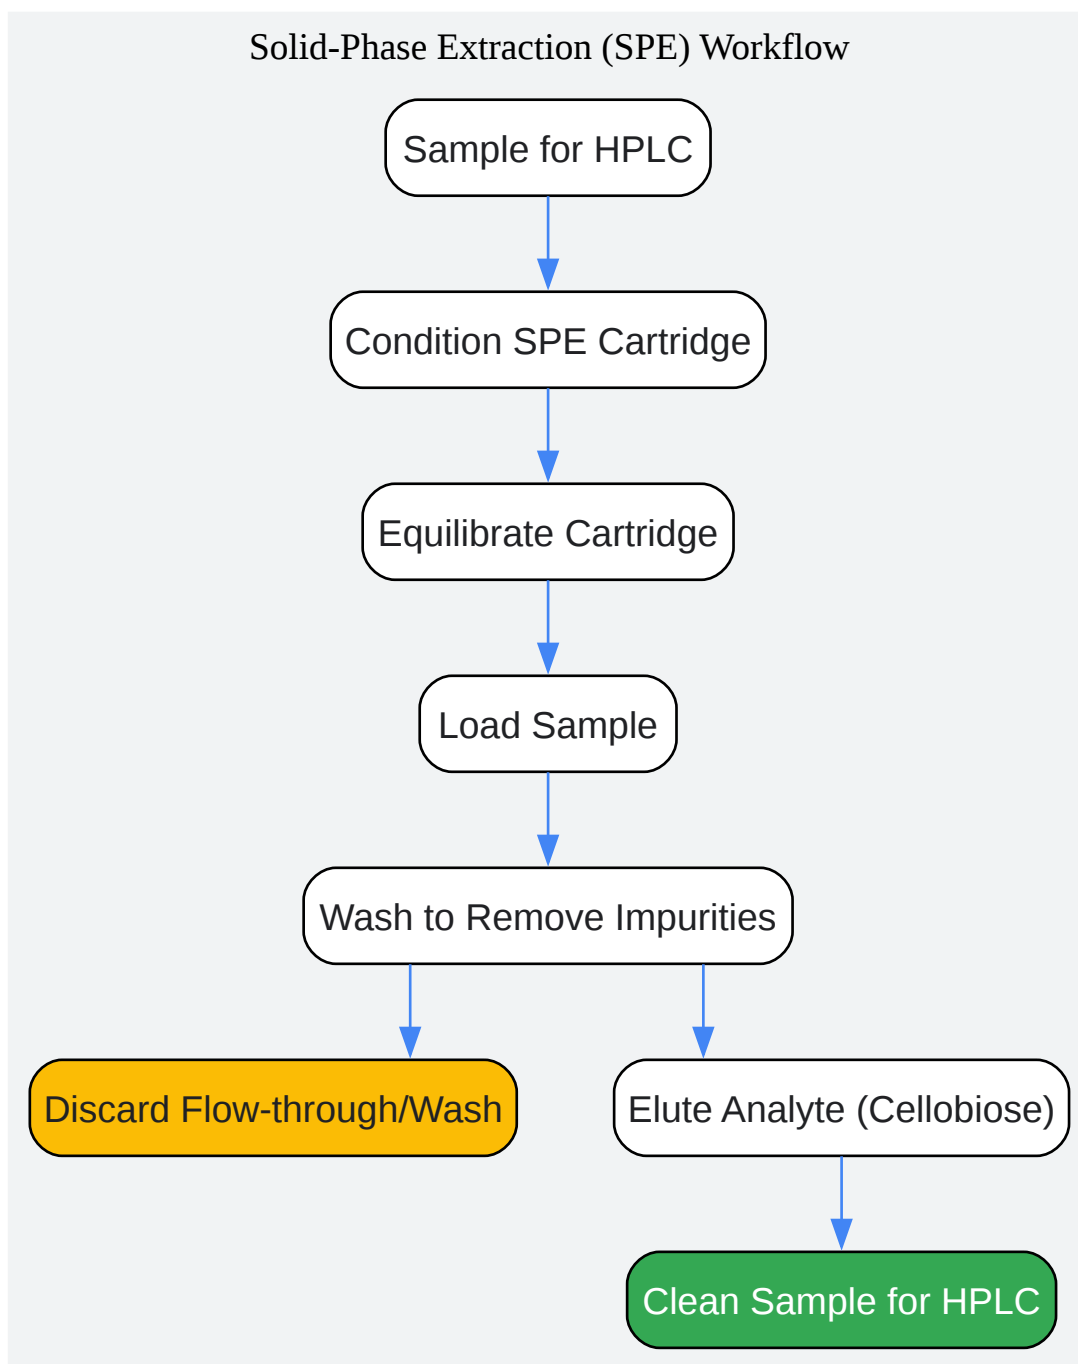 Solid-Phase Extraction (SPE) Workflow
Sample for HPLC
Condition SPE Cartridge
Equilibrate Cartridge
Load Sample
Wash to Remove Impurities
Discard Flow-through/Wash
Elute Analyte (Cellobiose)
Clean Sample for HPLC